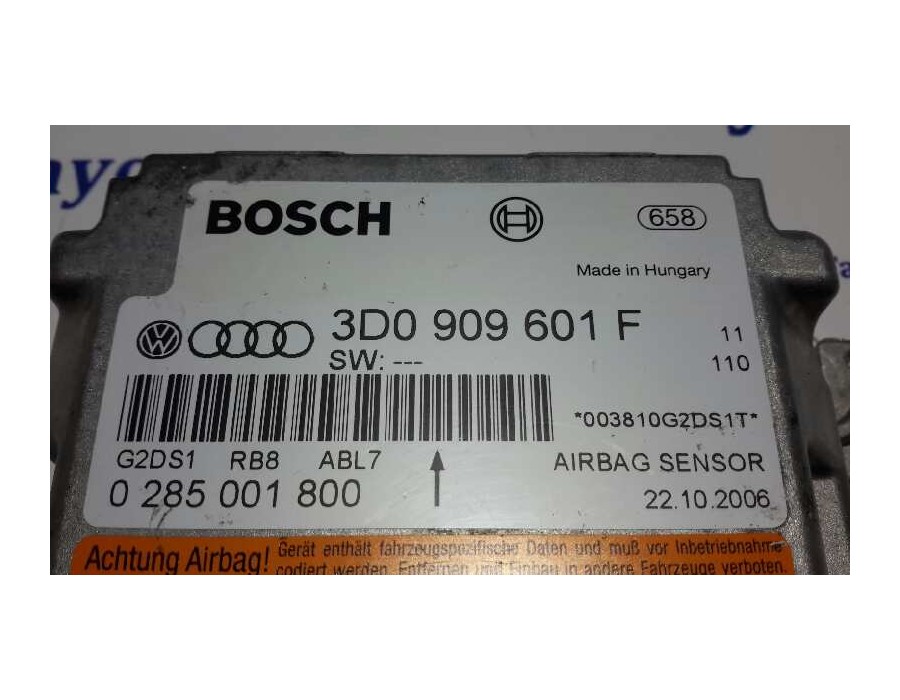 BOSCH 658
Made in Hungary
3D0 909 601 F 11
SW: --- 110
*003810G2DS1T*
G2DS1 RB8 ABL7 AIRBAG SENSOR
0 285 001 800 22.10.2006
Achtung Airbag! Gerät enthält fahrzeugspezifische Daten und muß vor Inbetriebnahme
codiert werden. Entfernen und Einbau in andere Fahrzeuge verboten.